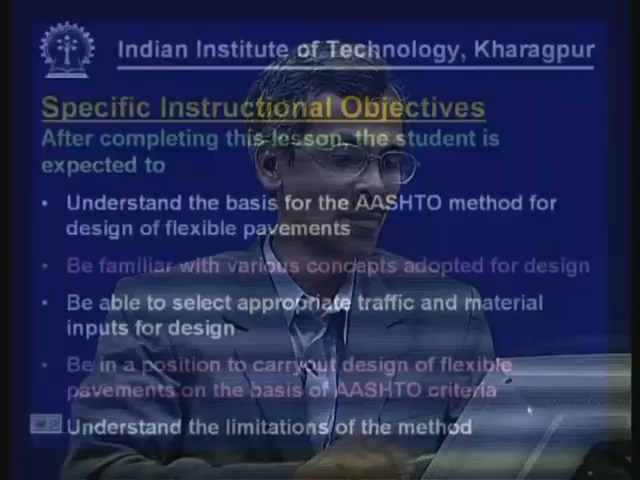 Indian Institute of Technology, Kharagpur
Specific Instructional Objectives
After completing this lesson, the student is
expected to
• Understand the basis for the AASHTO method for
design of flexible pavements
• Be familiar with various concepts adopted for design
• Be able to select appropriate traffic and material
inputs for design
• Be in a position to carryout design of flexible
pavements on the basis of AASHTO criteria
Understand the limitations of the method